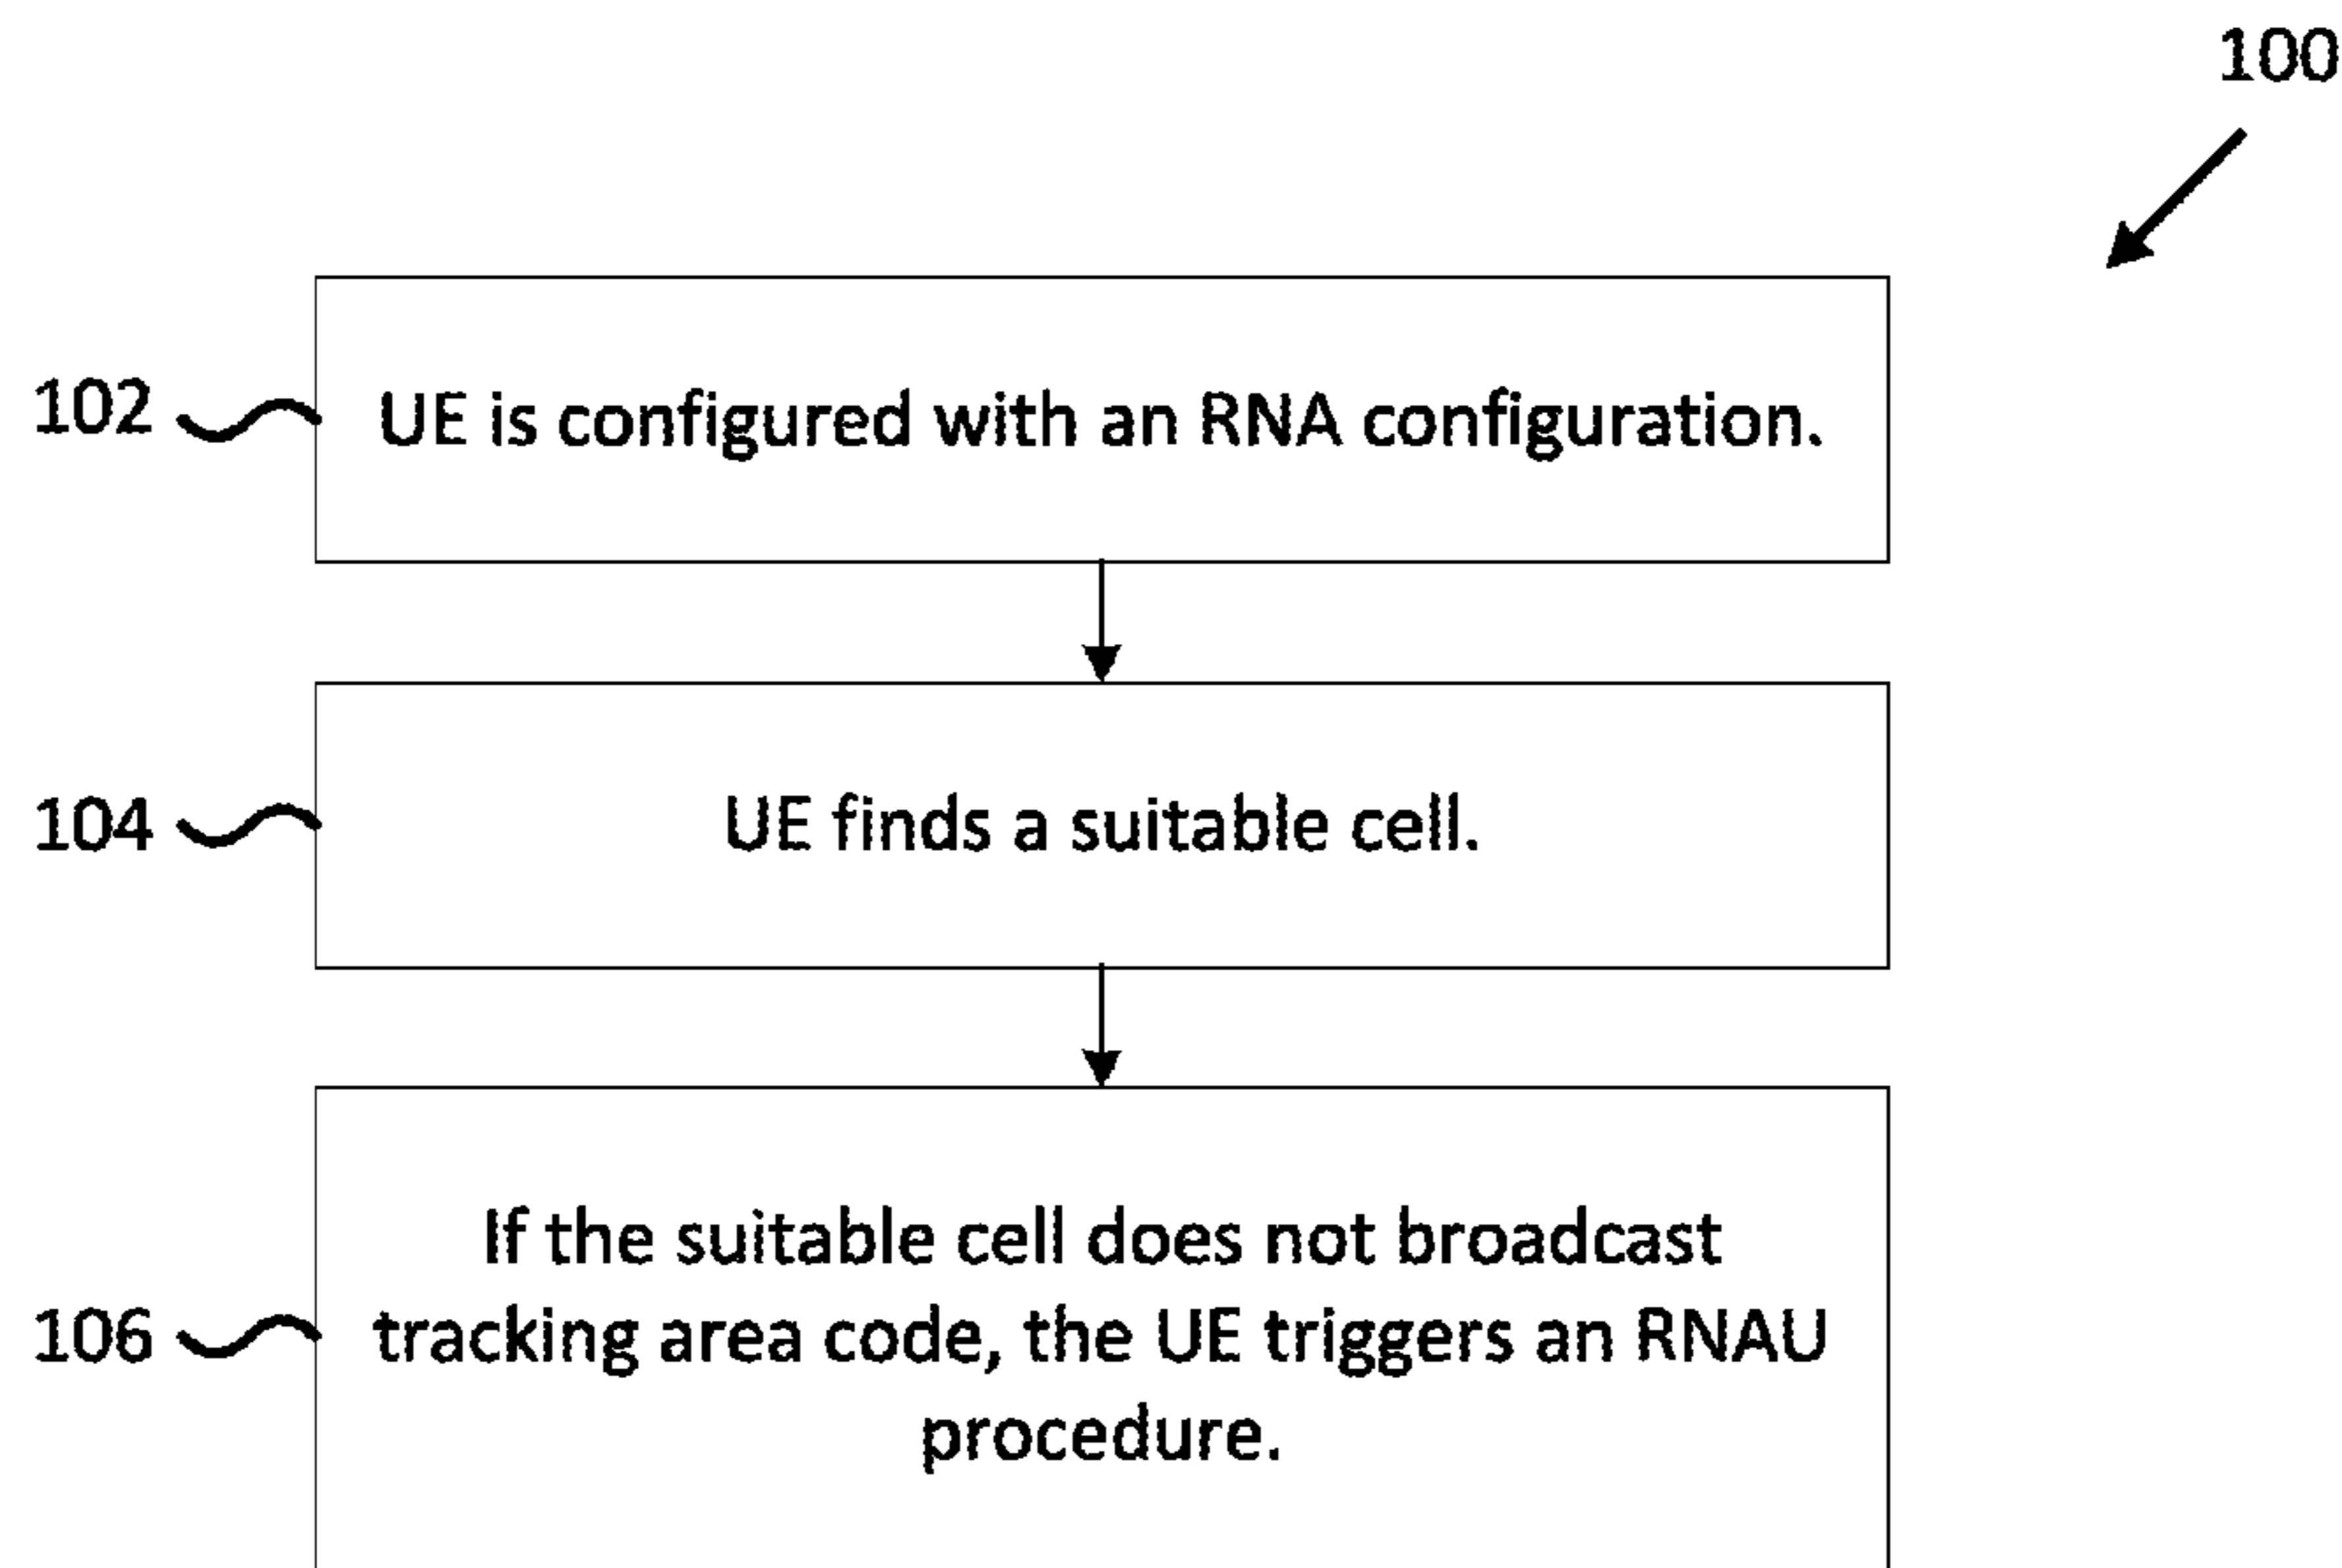 100
102
UE is configured with an RNA configuration.
104
UE finds a suitable cell.
If the suitable cell does not broadcast
106
tracking area code, the UE triggers an RNAU
procedure.